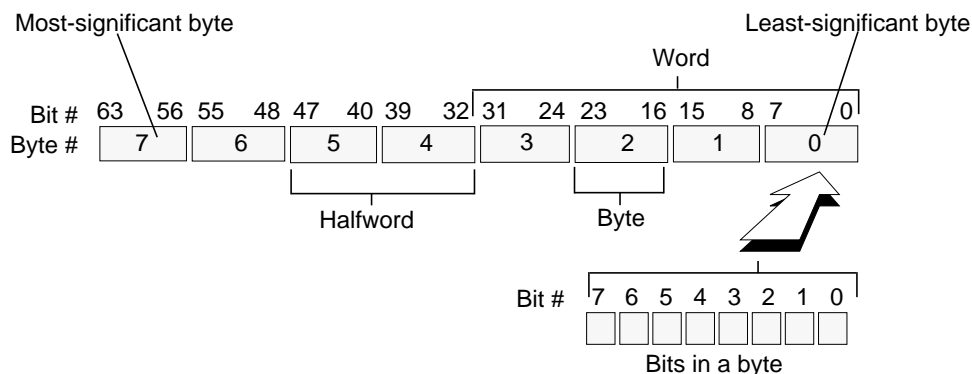 Most-significant byte Least-significant byte
Word
Bit # 63 56 55 48 47 40 39 32 31 24 23 16 15 8 7 0
Byte # 7 6 5 4 3 2 1 0
Halfword Byte
Bit # 7 6 5 4 3 2 1 0
Bits in a byte